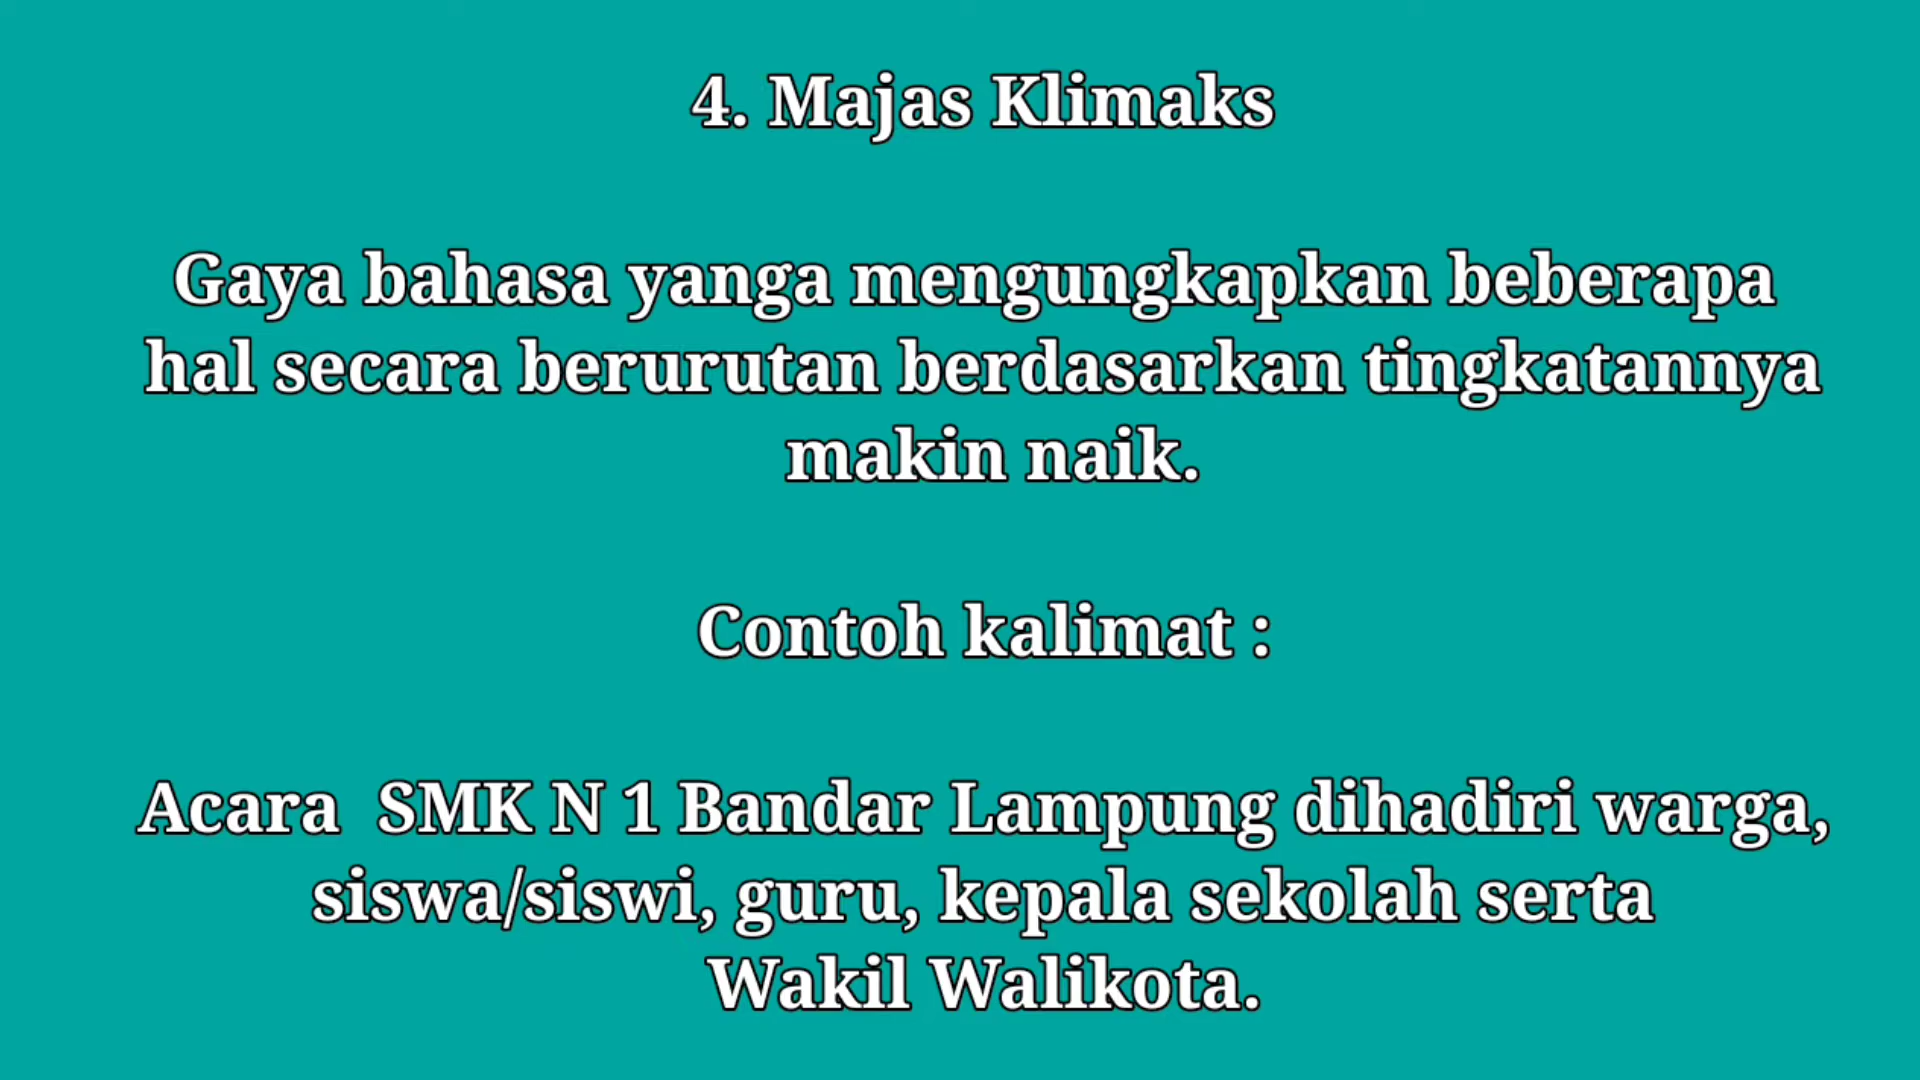 4. Majas Klimaks
Gaya bahasa yanga mengungkapkan beberapa
hal secara berurutan berdasarkan tingkatannya
makin naik.
Contoh kalimat :
Acara  SMK N 1 Bandar Lampung dihadiri warga,
siswa/siswi, guru, kepala sekolah serta
Wakil Walikota.